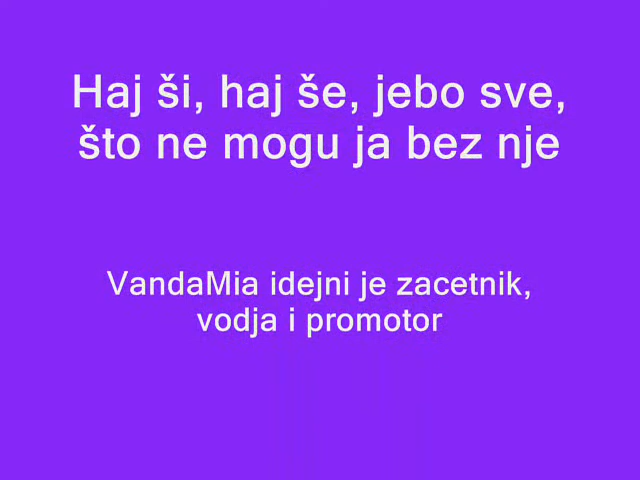 Haj ši, haj še, jebo sve,
što ne mogu ja bez nje
VandaMia idejni je zacetnik,
vodja i promotor